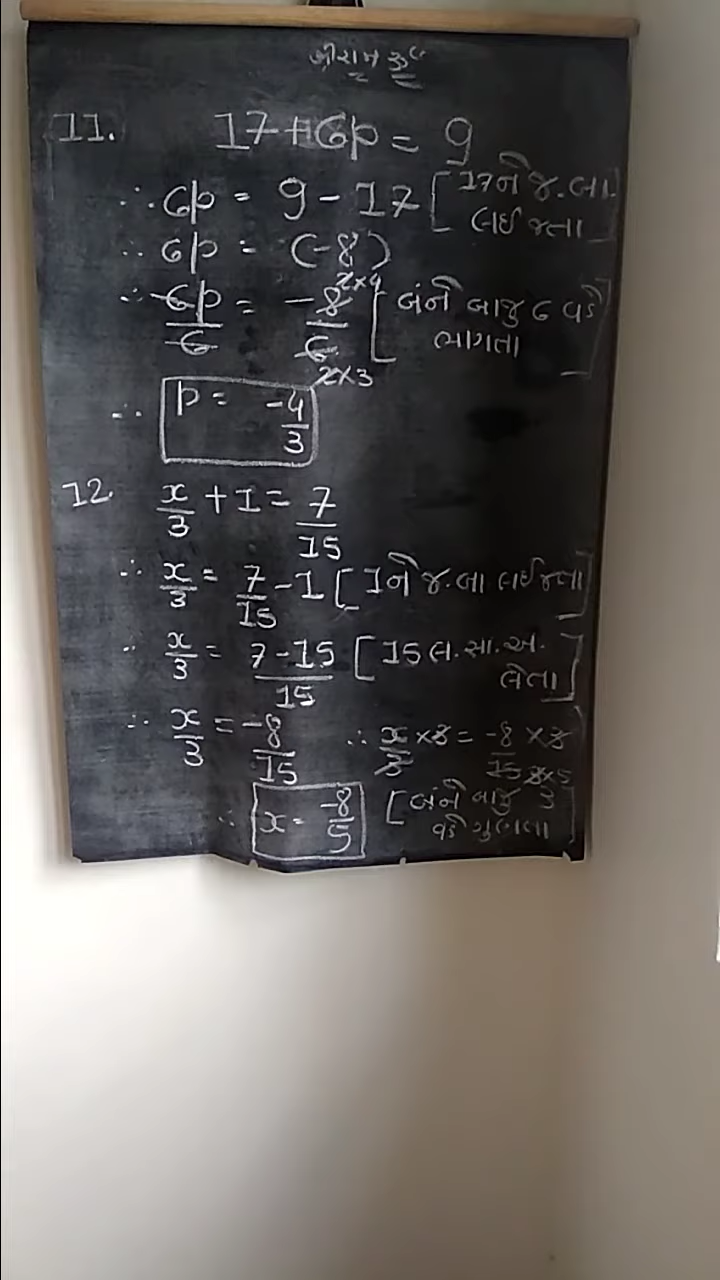 શ્રીરામ ૐ
11. 17+6p = 9
∴ 6p = 9 - 17 [17ને જ.બા. લઈ જતા]
∴ 6p = (-8)
∴ 6p/6 = -8/6 2×4 2×3 [બંને બાજુ 6 વડે ભાગતા]
∴ p = -4/3
12. x/3 + 1 = 7/15
∴ x/3 = 7/15 - 1 [1ને જ.બા લઈ જતા]
∴ x/3 = 7-15/15 [15 લ.સા.અ. લેતા]
∴ x/3 = -8/15 ∴ x/3 × 3 = -8/15 × 3 3×5
∴ x = -8/5 [બંને બાજુ 3 વડે ગુણતા]